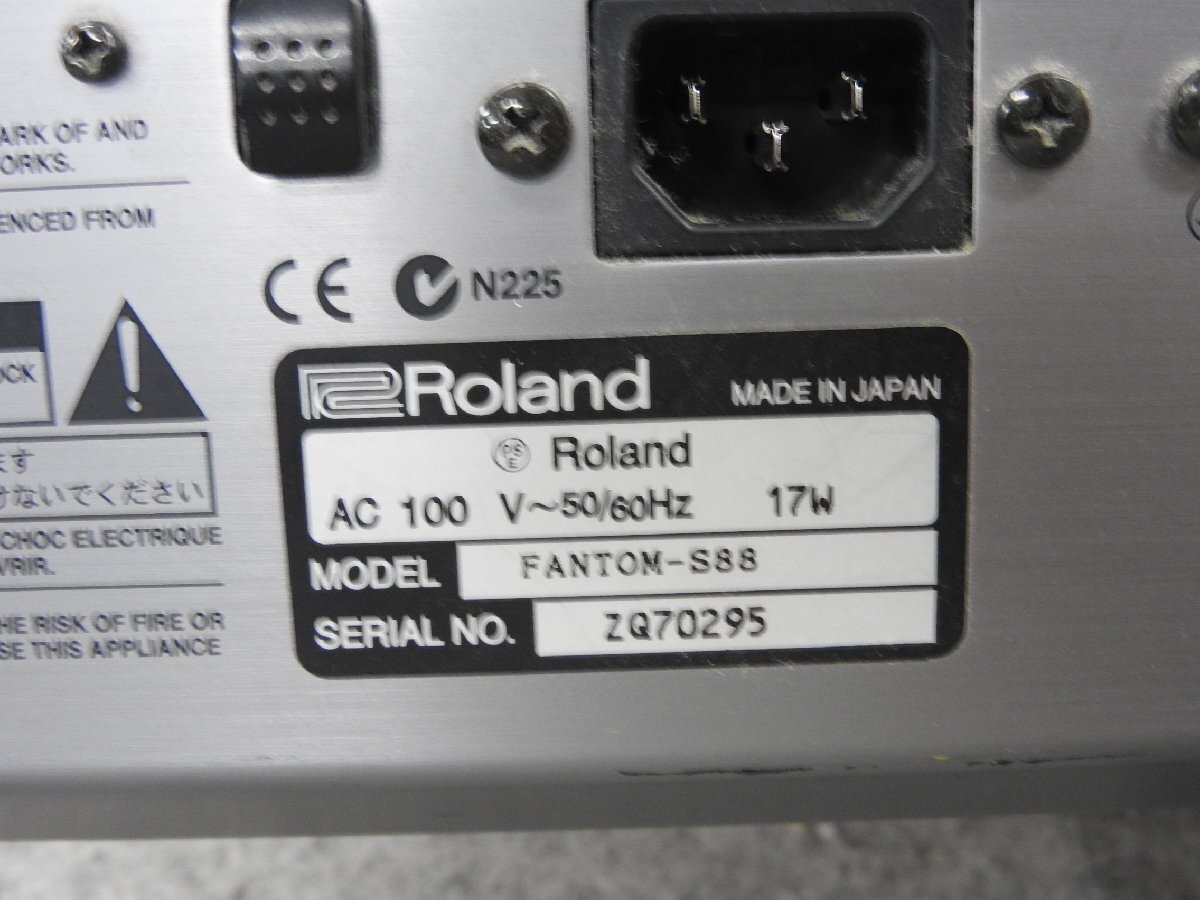 ARK OF AND
ORKS.
ENCED FROM
CE N225
OCK
ます
けないでください
CHOC ELECTRIQUE
VRIR.
HE RISK OF FIRE OR
SE THIS APPLIANCE
Roland MADE IN JAPAN
PSE Roland
AC 100 V~50/60Hz 17W
MODEL FANTOM-S88
SERIAL NO. ZQ70295